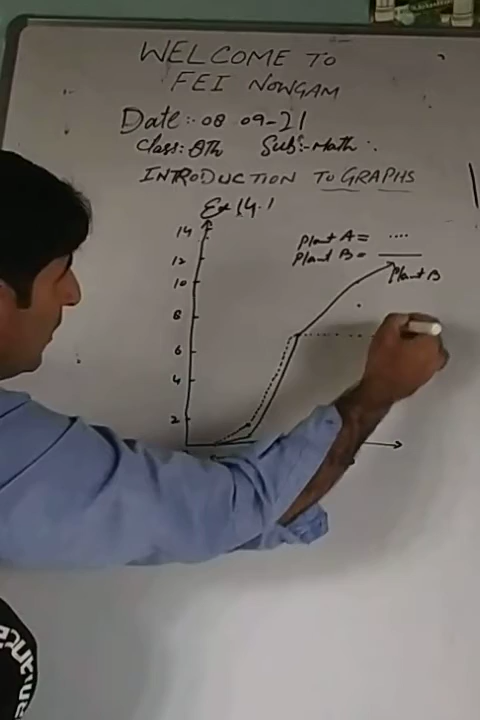 WELCOME TO
FEI NOWGAM
Date:- 08 09-21
Class: 8th Sub:- Math :.
INTRODUCTION TO GRAPHS
Ex 14.1
14
12
10
8
6
4
2
Plant A = ....
Plant B = ___
Plant B